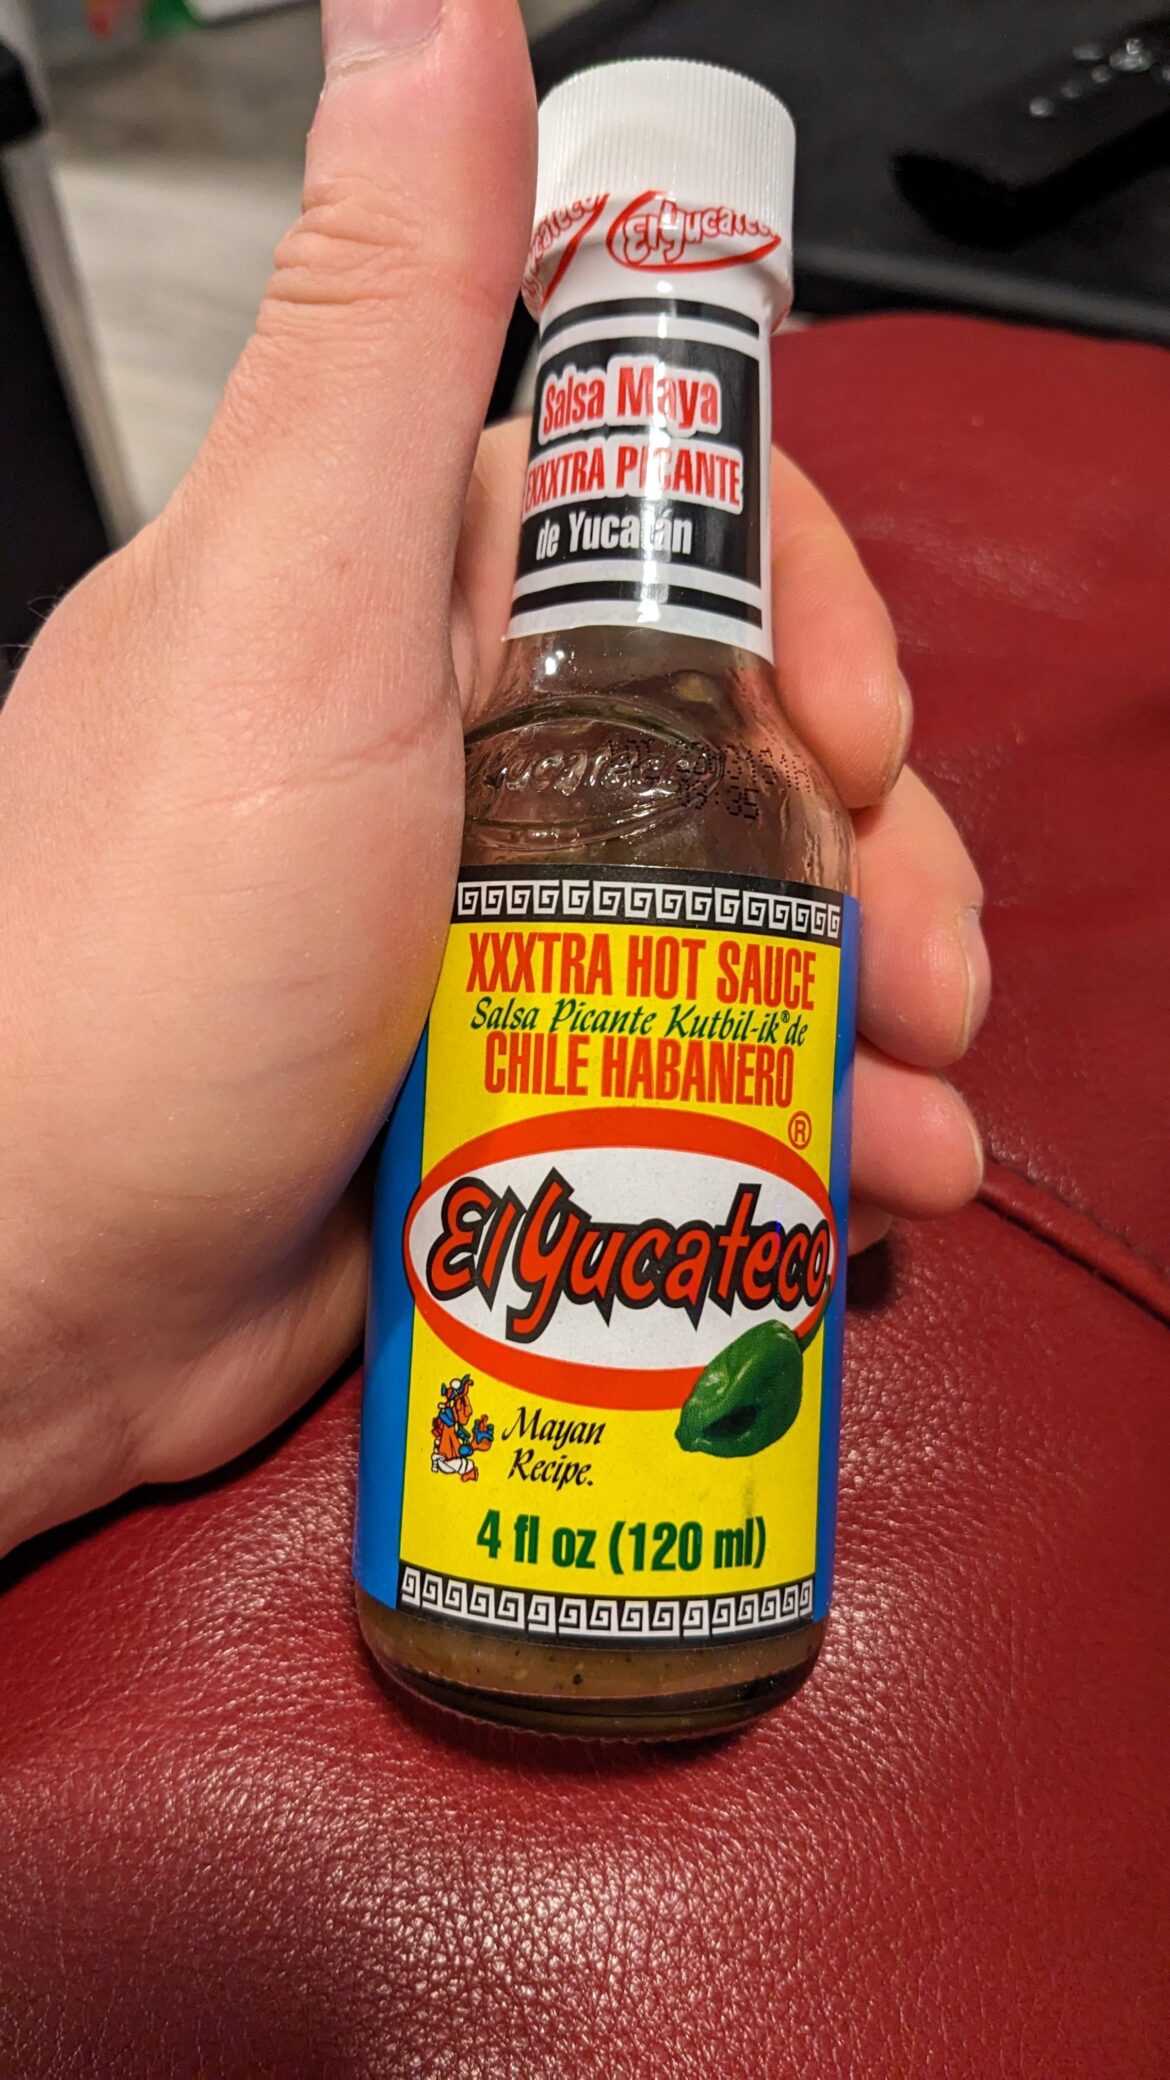 El Yucateco
Salsa Maya
EXXXTRA PICANTE
de Yucatán
XXXTRA HOT SAUCE
Salsa Picante Kutbil-ik® de
CHILE HABANERO
®
El Yucateco
Mayan
Recipe.
4 fl oz (120 ml)